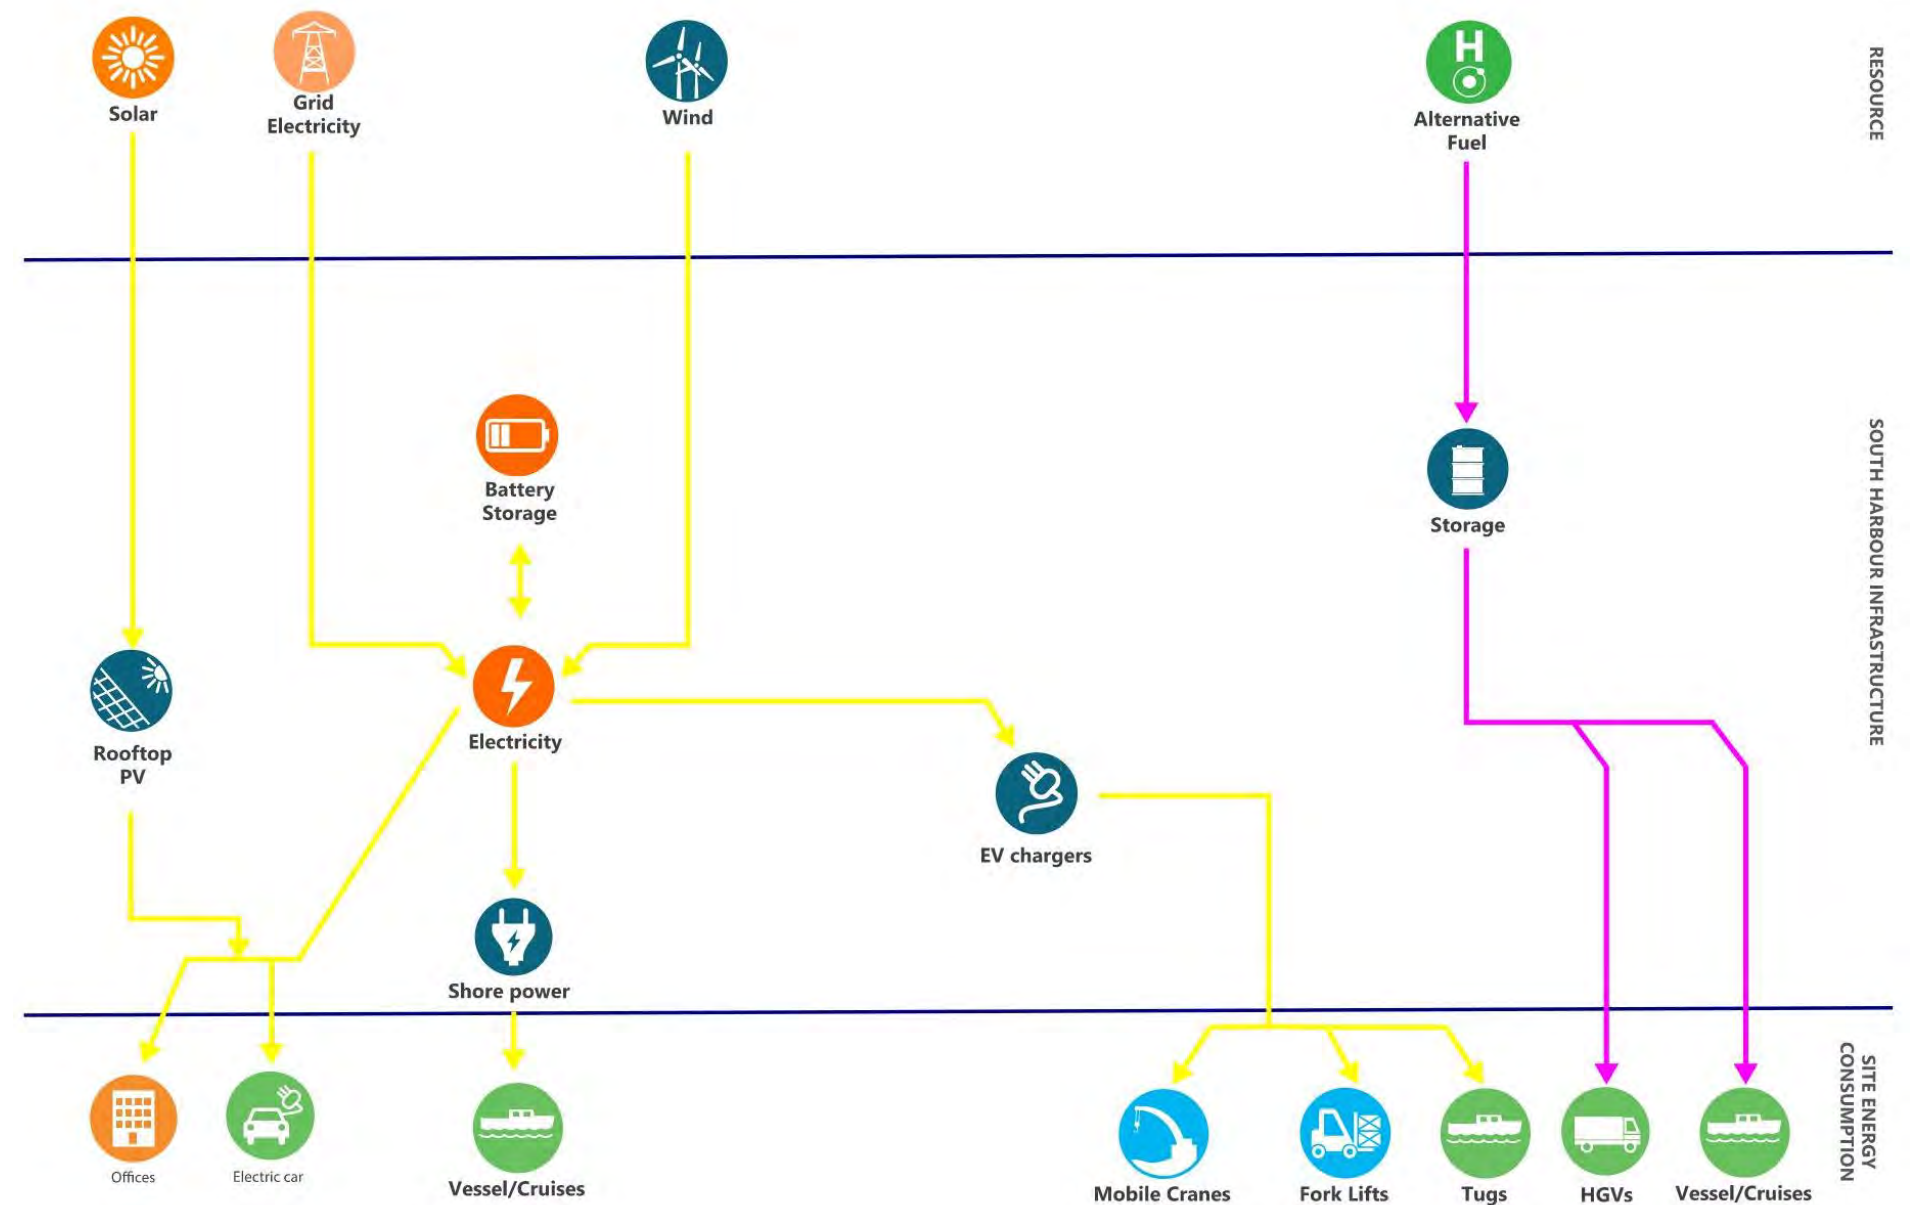 Solar
Grid
Electricity
Wind
Alternative
Fuel
RESOURCE
Battery
Storage
Storage
SOUTH HARBOUR INFRASTRUCTURE
Rooftop
PV
Electricity
EV chargers
Shore power
SITE ENERGY
CONSUMPTION
Offices
Electric car
Vessel/Cruises
Mobile Cranes
Fork Lifts
Tugs
HGVs
Vessel/Cruises
H